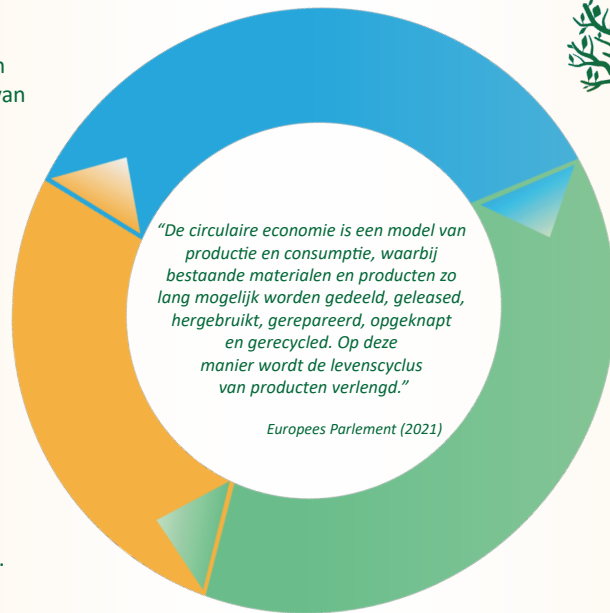 van
“De circulaire economie is een model van
productie en consumptie, waarbij
bestaande materialen en producten zo
lang mogelijk worden gedeeld, geleased,
hergebruikt, gerepareerd, opgeknapt
en gerecycled. Op deze
manier wordt de levenscyclus
van producten verlengd.”
Europees Parlement (2021)